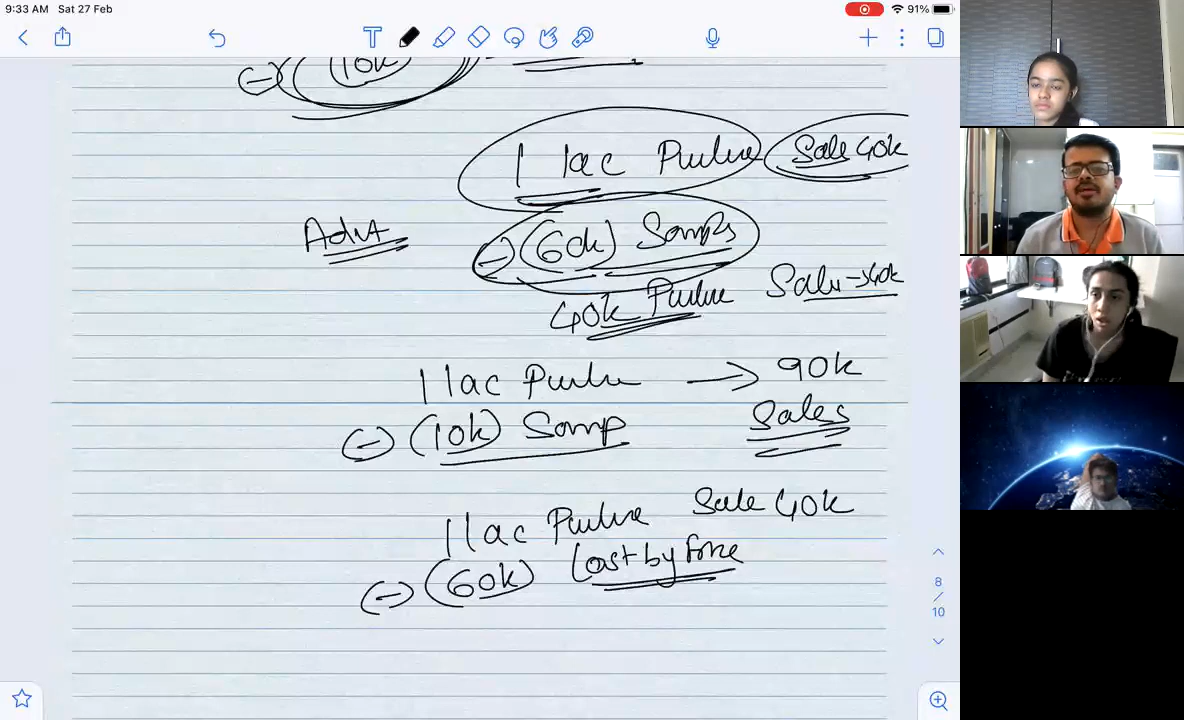 9:33 AM Sat 27 Feb
91%
(-) (10k)
1 lac Purchase Sale 40k
Advt
(-) (60k) Samples
40k Purchase Sales → 40k
1 lac Purchase → 90k
(-) (10k) Samp Sales
1 lac Purchase Sale 40k
(-) (60k) Lost by fire
8
/
10